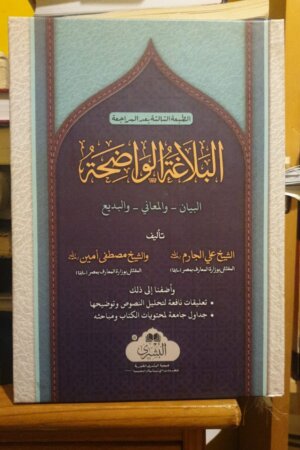 الطبعة الثالثة بعد المراجعة
البلاغة الواضحة
البيان - والمعاني - والبديع
تأليف
الشيخ علي الجارم والشيخ مصطفى أمين
المفتش بوزارة المعارف بمصر (سابقا) المفتش بوزارة المعارف بمصر (سابقا)
وأضفنا إلى ذلك
• تعليقات نافعة لتحليل النصوص وتوضيحها
• جداول جامعة لمحتويات الكتاب ومباحثه
البشرى